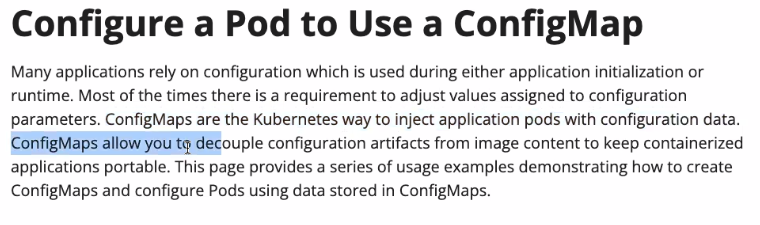 Configure a Pod to Use a ConfigMap
Many applications rely on configuration which is used during either application initialization or
runtime. Most of the times there is a requirement to adjust values assigned to configuration
parameters. ConfigMaps are the Kubernetes way to inject application pods with configuration data.
ConfigMaps allow you to decouple configuration artifacts from image content to keep containerized
applications portable. This page provides a series of usage examples demonstrating how to create
ConfigMaps and configure Pods using data stored in ConfigMaps.